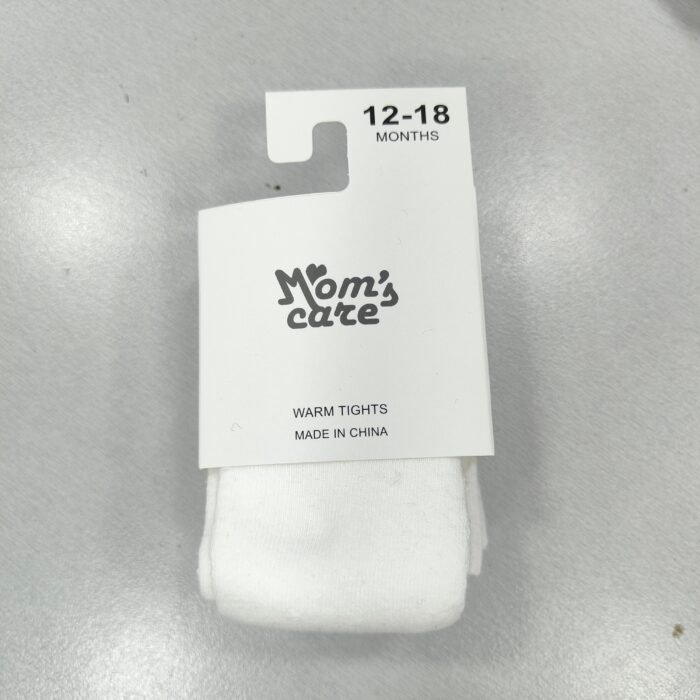 12-18
MONTHS
Mom's
care
WARM TIGHTS
MADE IN CHINA